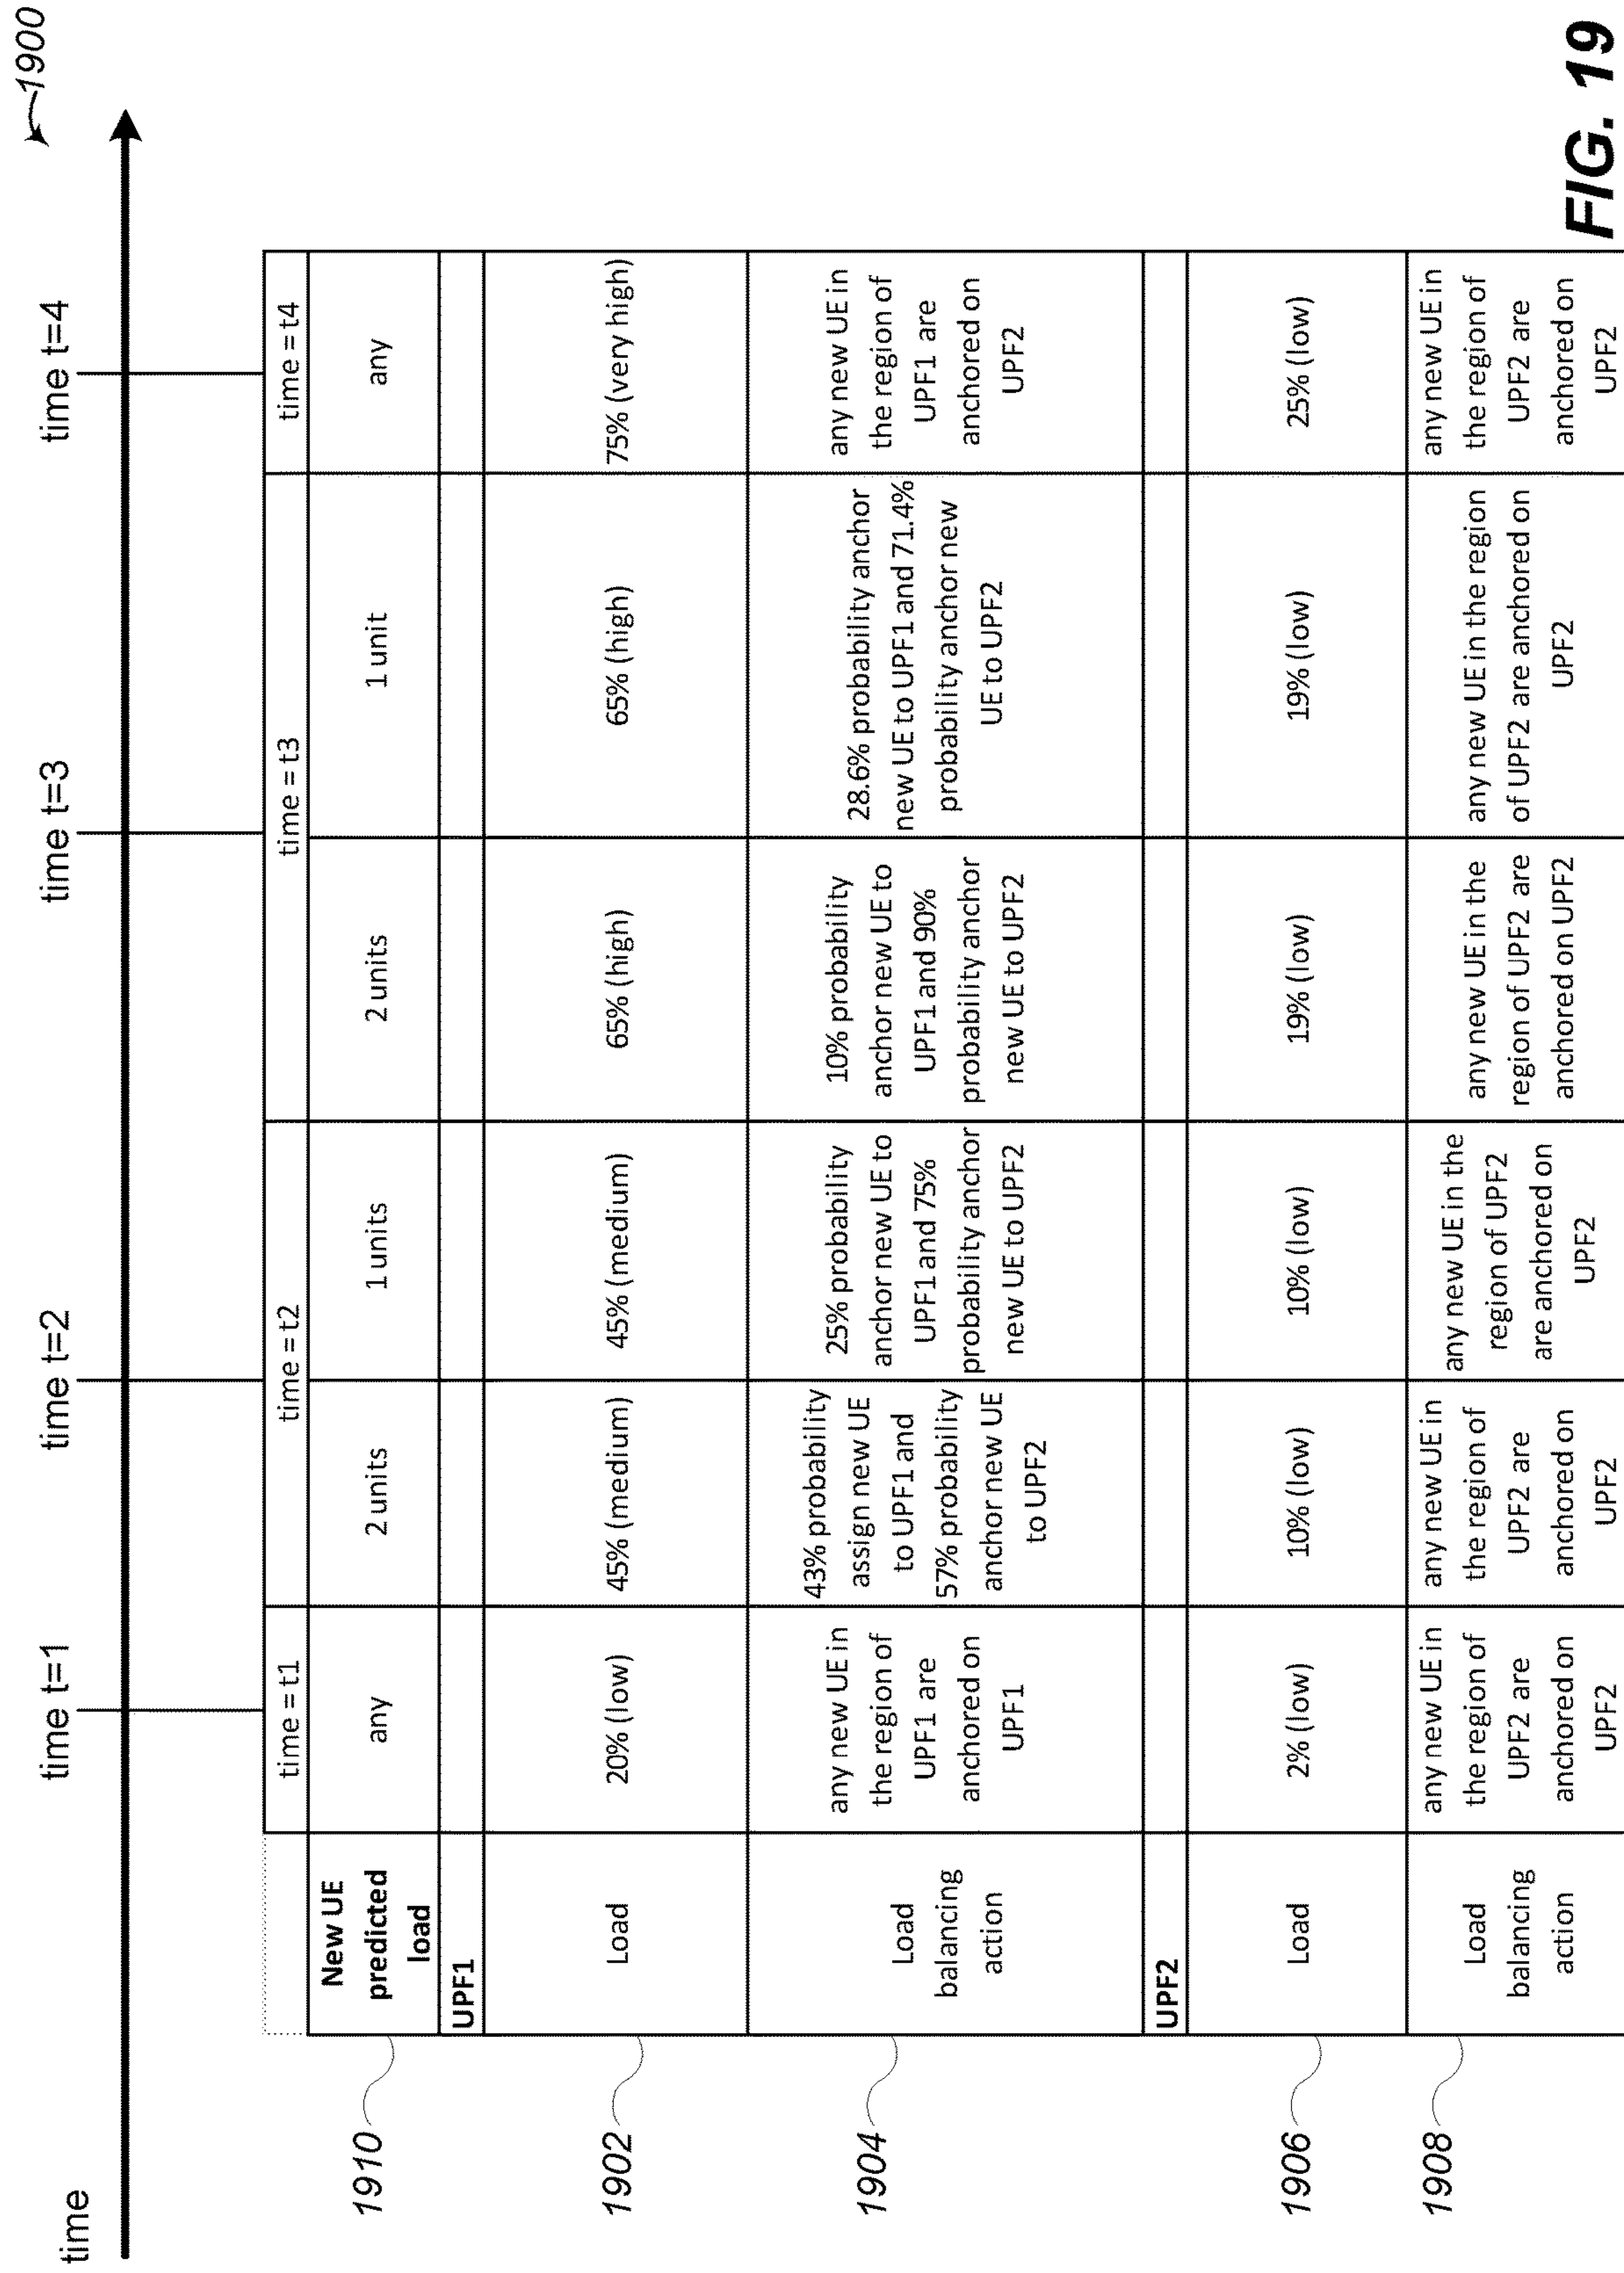 1900
time
time t=1
time t=2
time t=3
time t=4
time = t1
time = t2
time = t3
time = t4
1910
New UE
predicted
load
any
2 units
1 units
2 units
1 unit
any
UPF1
1902
Load
20% (low)
45% (medium)
45% (medium)
65% (high)
65% (high)
75% (very high)
1904
Load
balancing
action
any new UE in
the region of
UPF1 are
anchored on
UPF1
43% probability
assign new UE
to UPF1 and
57% probability
anchor new UE
to UPF2
25% probability
anchor new UE to
UPF1 and 75%
probability anchor
new UE to UPF2
10% probability
anchor new UE to
UPF1 and 90%
probability anchor
new UE to UPF2
28.6% probability anchor
new UE to UPF1 and 71.4%
probability anchor new
UE to UPF2
any new UE in
the region of
UPF1 are
anchored on
UPF2
UPF2
1906
Load
2% (low)
10% (low)
10% (low)
19% (low)
19% (low)
25% (low)
1908
Load
balancing
action
any new UE in
the region of
UPF2 are
anchored on
UPF2
any new UE in
the region of
UPF2 are
anchored on
UPF2
any new UE in the
region of UPF2
are anchored on
UPF2
any new UE in the
region of UPF2 are
anchored on UPF2
any new UE in the region
of UPF2 are anchored on
UPF2
any new UE in
the region of
UPF2 are
anchored on
UPF2
FIG. 19